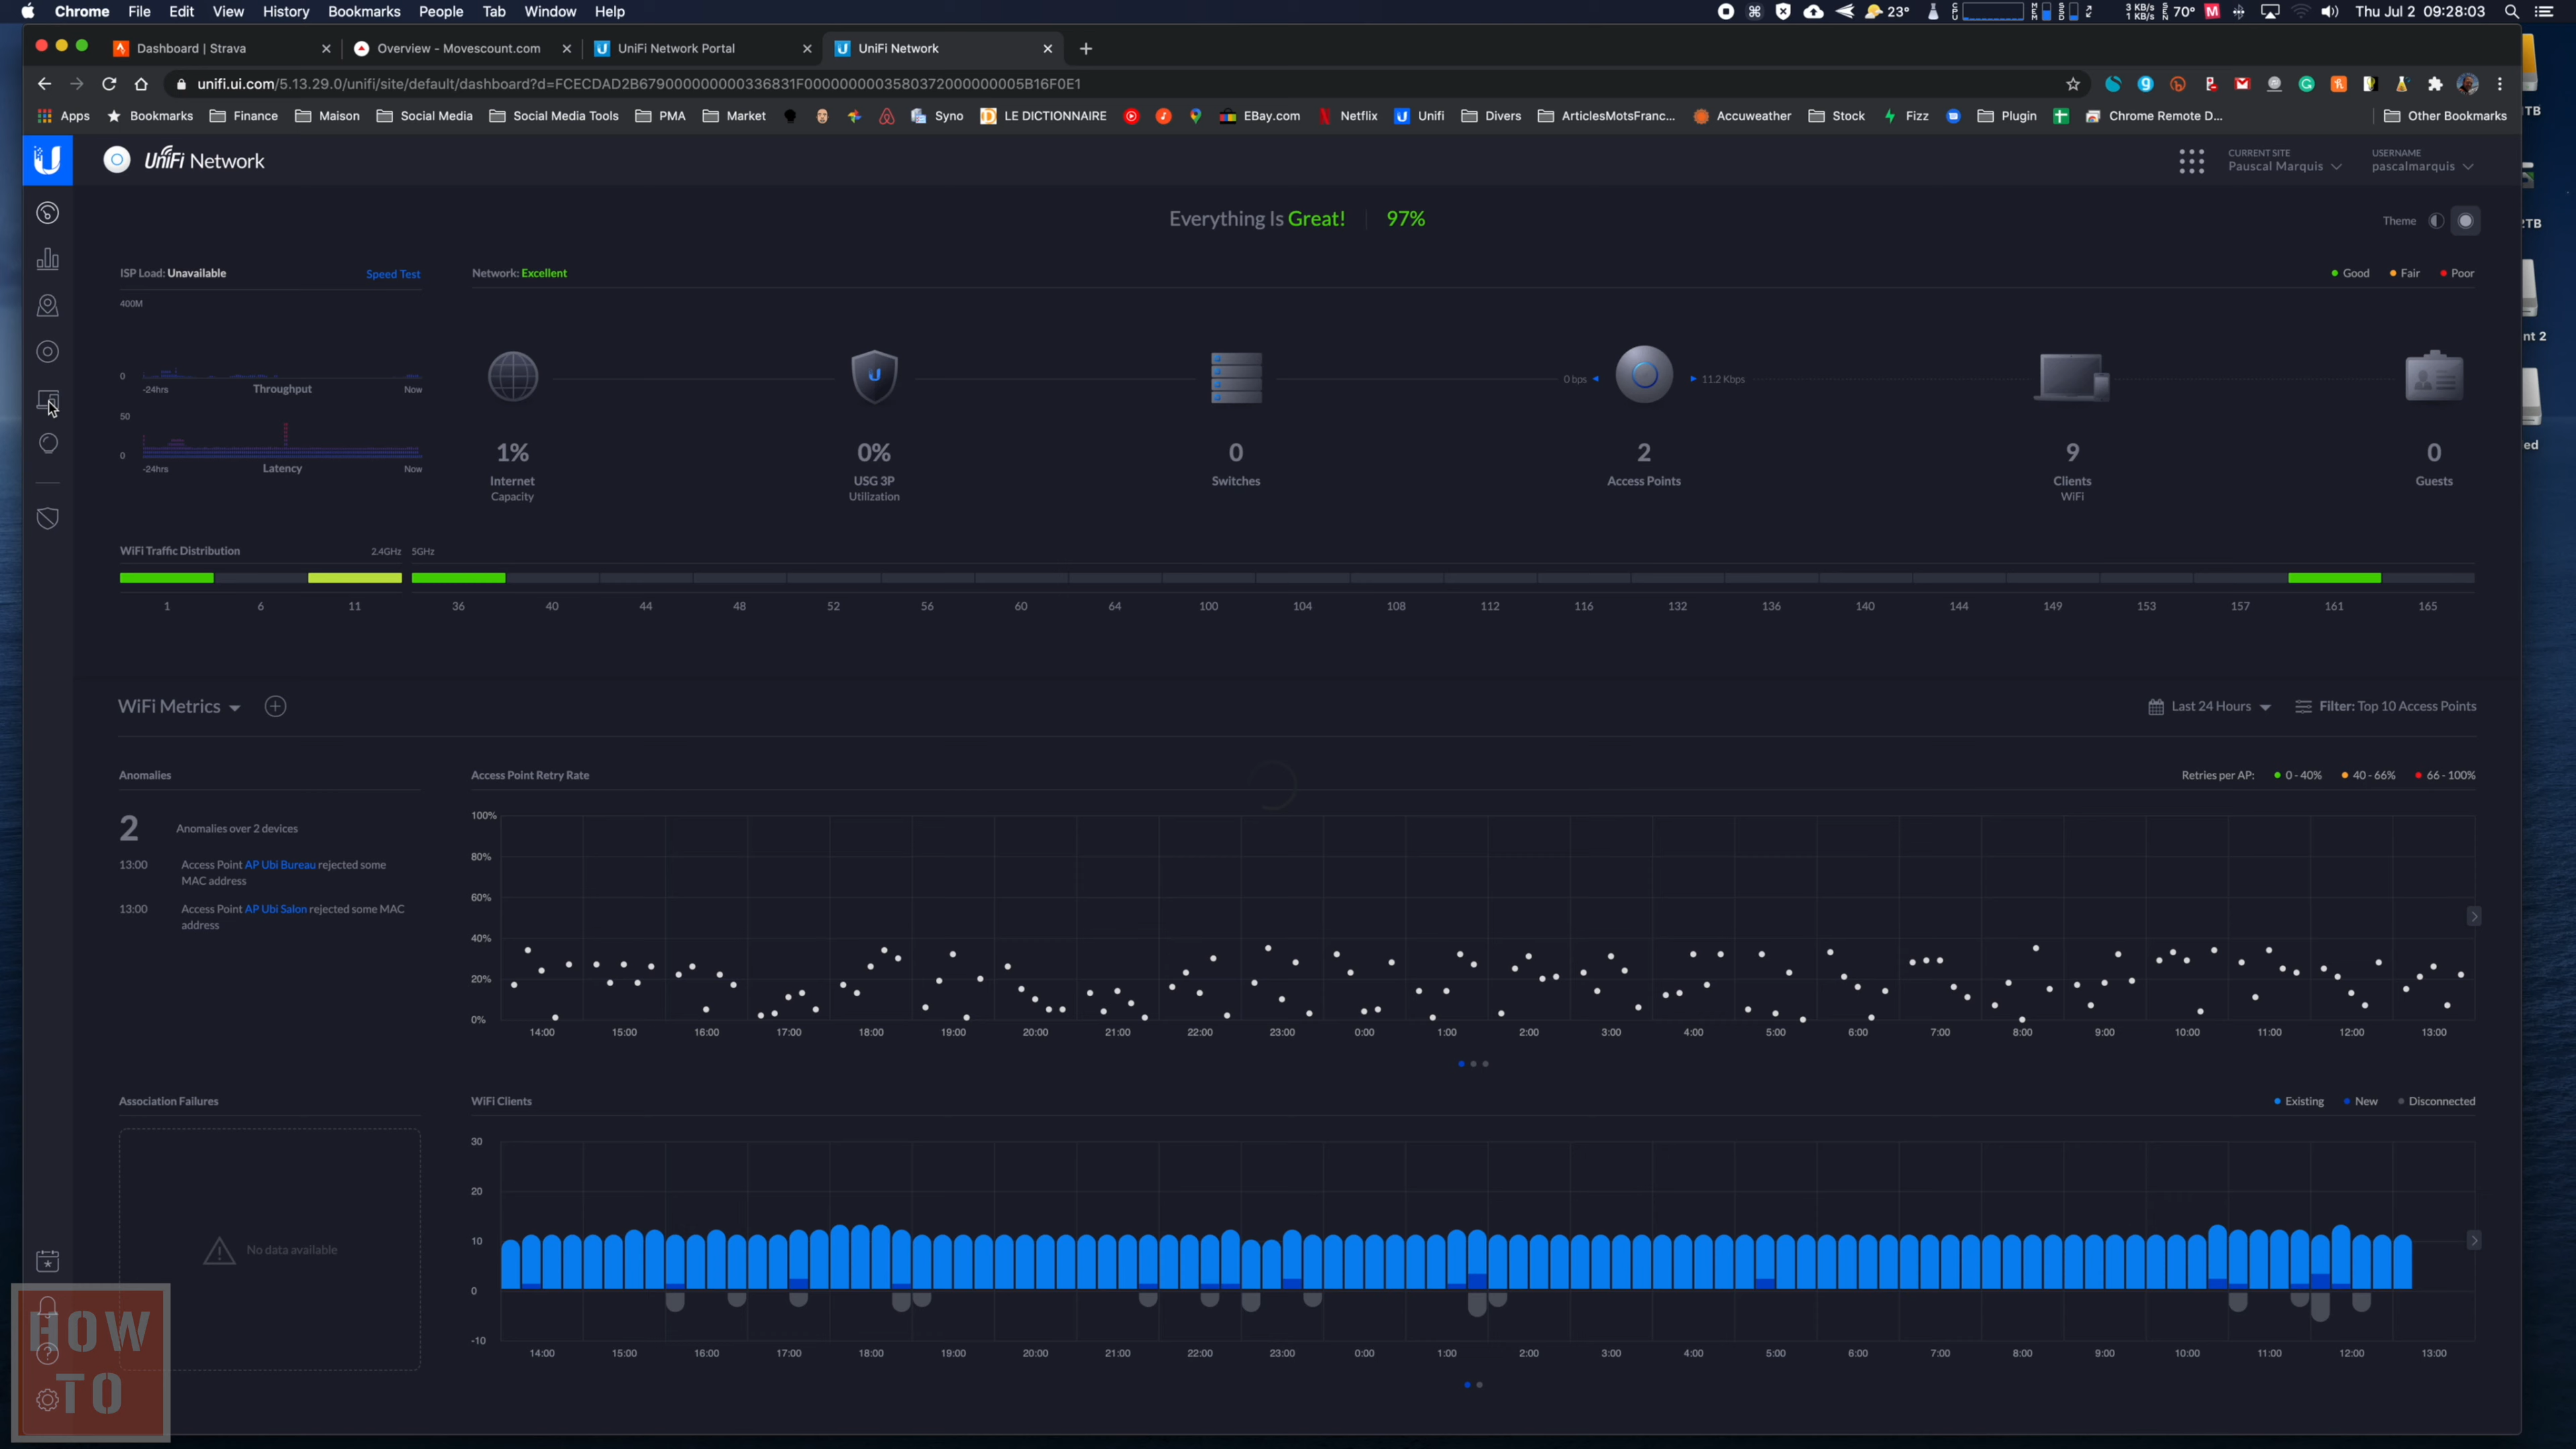 Chrome File Edit View History Bookmarks People Tab Window Help
23° 3 KB/s 1 KB/s 70° Thu Jul 2 09:28:03
Dashboard | Strava Overview - Movescount.com UniFi Network Portal UniFi Network
unifi.ui.com/5.13.29.0/unifi/site/default/dashboard?d=FCECDAD2B6790000000000336831F0000000003580372000000005B16F0E1
Apps Bookmarks Finance Maison Social Media Social Media Tools PMA Market Syno LE DICTIONNAIRE EBay.com Netflix Unifi Divers ArticlesMotsFranc... Accuweather Stock Fizz Plugin Chrome Remote D... Other Bookmarks
UniFi Network
CURRENT SITE USERNAME
Pauscal Marquis pascalmarquis
Everything Is Great! 97%
Theme
ISP Load: Unavailable Speed Test Network: Excellent Good Fair Poor
400M
0
-24hrs Throughput Now
50
0
-24hrs Latency Now
0 bps 11.2 Kbps
1% 0% 0 2 9 0
Internet USG 3P Switches Access Points Clients Guests
Capacity Utilization WiFi
WiFi Traffic Distribution 2.4GHz 5GHz
1 6 11 36 40 44 48 52 56 60 64 100 104 108 112 116 132 136 140 144 149 153 157 161 165
WiFi Metrics Last 24 Hours Filter: Top 10 Access Points
Anomalies
2 Anomalies over 2 devices
13:00 Access Point AP Ubi Bureau rejected some
MAC address
13:00 Access Point AP Ubi Salon rejected some MAC
address
Access Point Retry Rate Retries per AP: 0 - 40% 40 - 66% 66 - 100%
100%
80%
60%
40%
20%
0%
14:00 15:00 16:00 17:00 18:00 19:00 20:00 21:00 22:00 23:00 0:00 1:00 2:00 3:00 4:00 5:00 6:00 7:00 8:00 9:00 10:00 11:00 12:00 13:00
Association Failures
No data available
WiFi Clients Existing New Disconnected
30
20
10
0
-10
14:00 15:00 16:00 17:00 18:00 19:00 20:00 21:00 22:00 23:00 0:00 1:00 2:00 3:00 4:00 5:00 6:00 7:00 8:00 9:00 10:00 11:00 12:00 13:00
HOW
TO
TB
TB
nt 2
ed